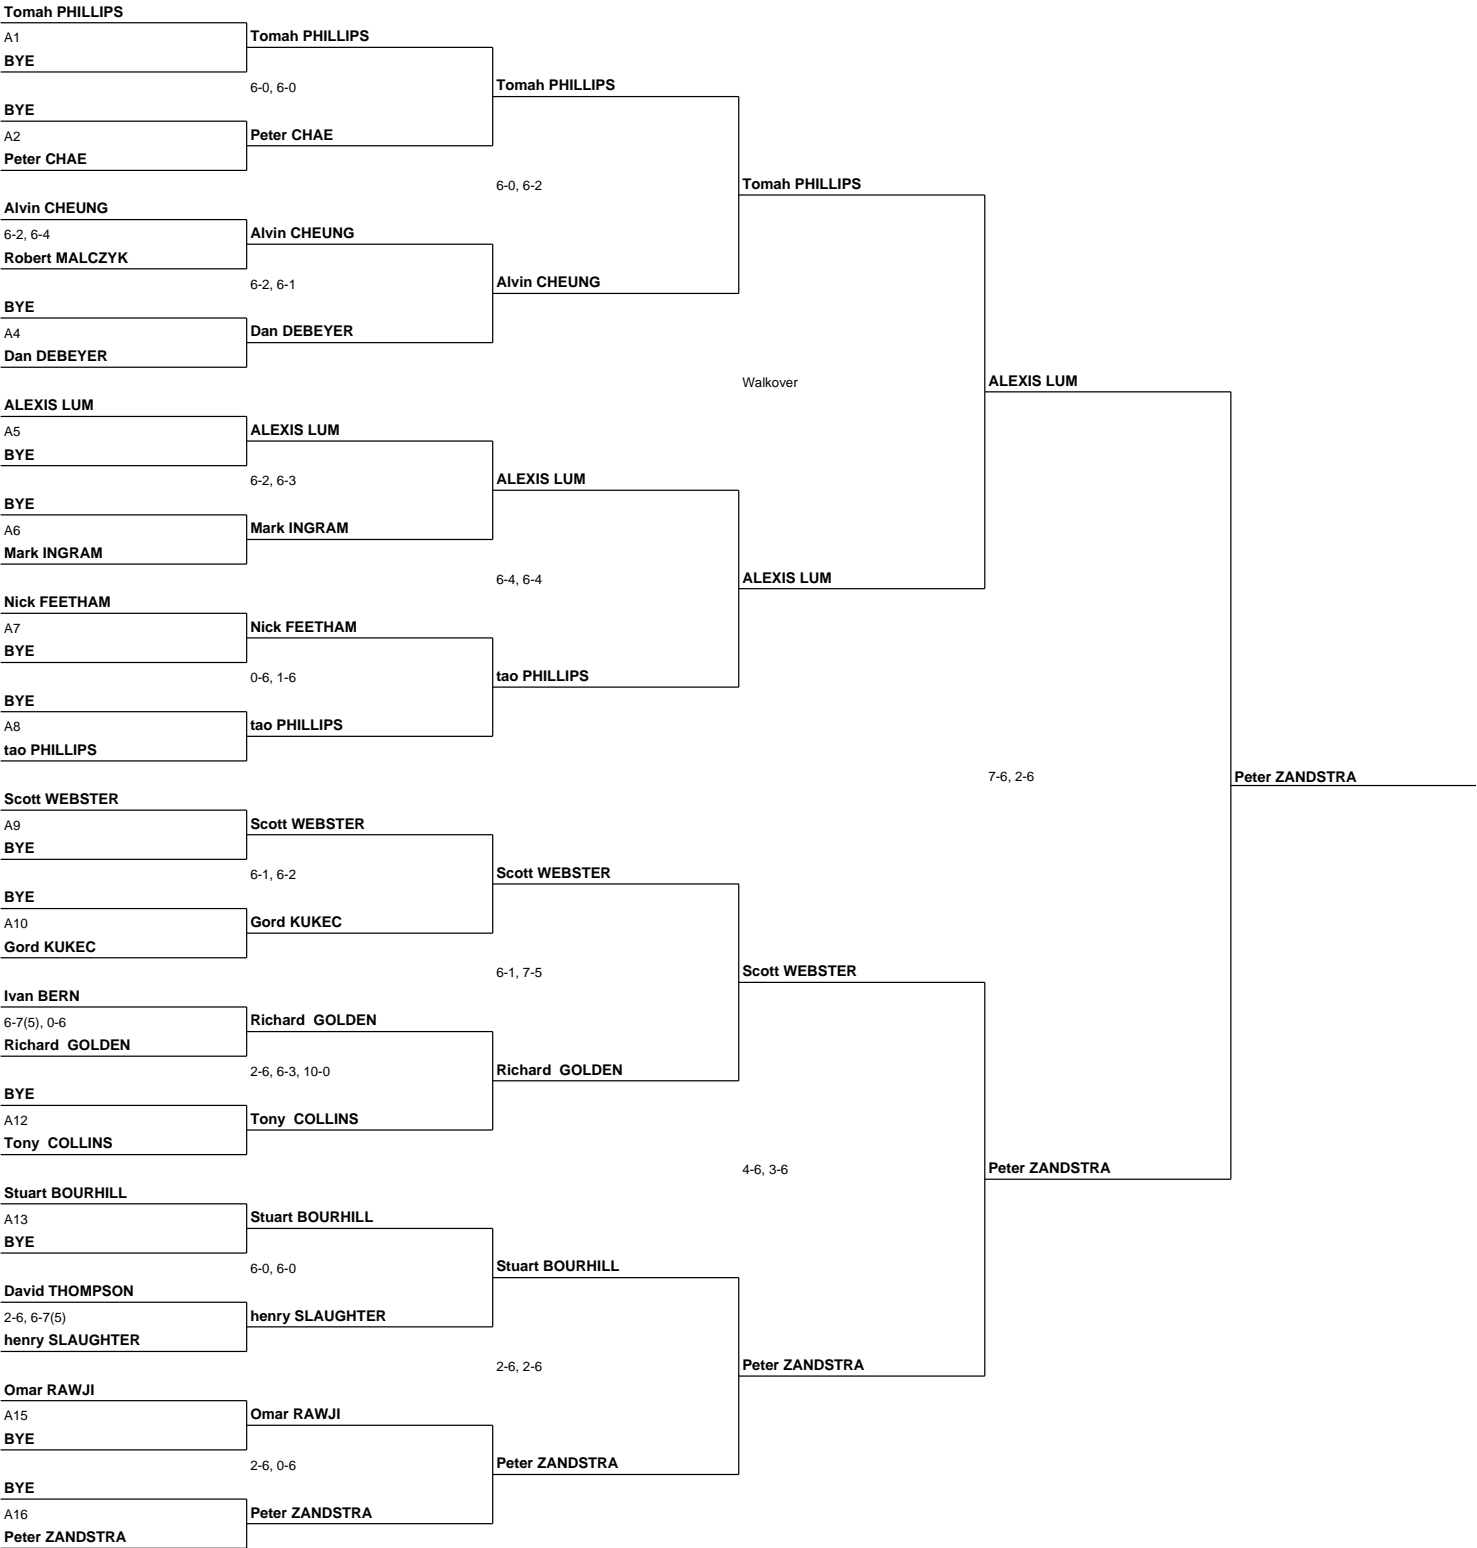 Tomah PHILLIPS
A1
BYE
BYE
A2
Peter CHAE
Alvin CHEUNG
6-2, 6-4
Robert MALCZYK
BYE
A4
Dan DEBEYER
ALEXIS LUM
A5
BYE
BYE
A6
Mark INGRAM
Nick FEETHAM
A7
BYE
BYE
A8
tao PHILLIPS
Scott WEBSTER
A9
BYE
BYE
A10
Gord KUKEC
Ivan BERN
6-7(5), 0-6
Richard  GOLDEN
BYE
A12
Tony  COLLINS
Stuart BOURHILL
A13
BYE
David THOMPSON
2-6, 6-7(5)
henry SLAUGHTER
Omar RAWJI
A15
BYE
BYE
A16
Peter ZANDSTRA
Tomah PHILLIPS
6-0, 6-0
Peter CHAE
Alvin CHEUNG
6-2, 6-1
Dan DEBEYER
ALEXIS LUM
6-2, 6-3
Mark INGRAM
Nick FEETHAM
0-6, 1-6
tao PHILLIPS
Scott WEBSTER
6-1, 6-2
Gord KUKEC
Richard  GOLDEN
2-6, 6-3, 10-0
Tony  COLLINS
Stuart BOURHILL
6-0, 6-0
henry SLAUGHTER
Omar RAWJI
2-6, 0-6
Peter ZANDSTRA
Tomah PHILLIPS
6-0, 6-2
Alvin CHEUNG
ALEXIS LUM
6-4, 6-4
tao PHILLIPS
Scott WEBSTER
6-1, 7-5
Richard  GOLDEN
Stuart BOURHILL
2-6, 2-6
Peter ZANDSTRA
Tomah PHILLIPS
Walkover
ALEXIS LUM
Scott WEBSTER
4-6, 3-6
Peter ZANDSTRA
ALEXIS LUM
7-6, 2-6
Peter ZANDSTRA
Peter ZANDSTRA